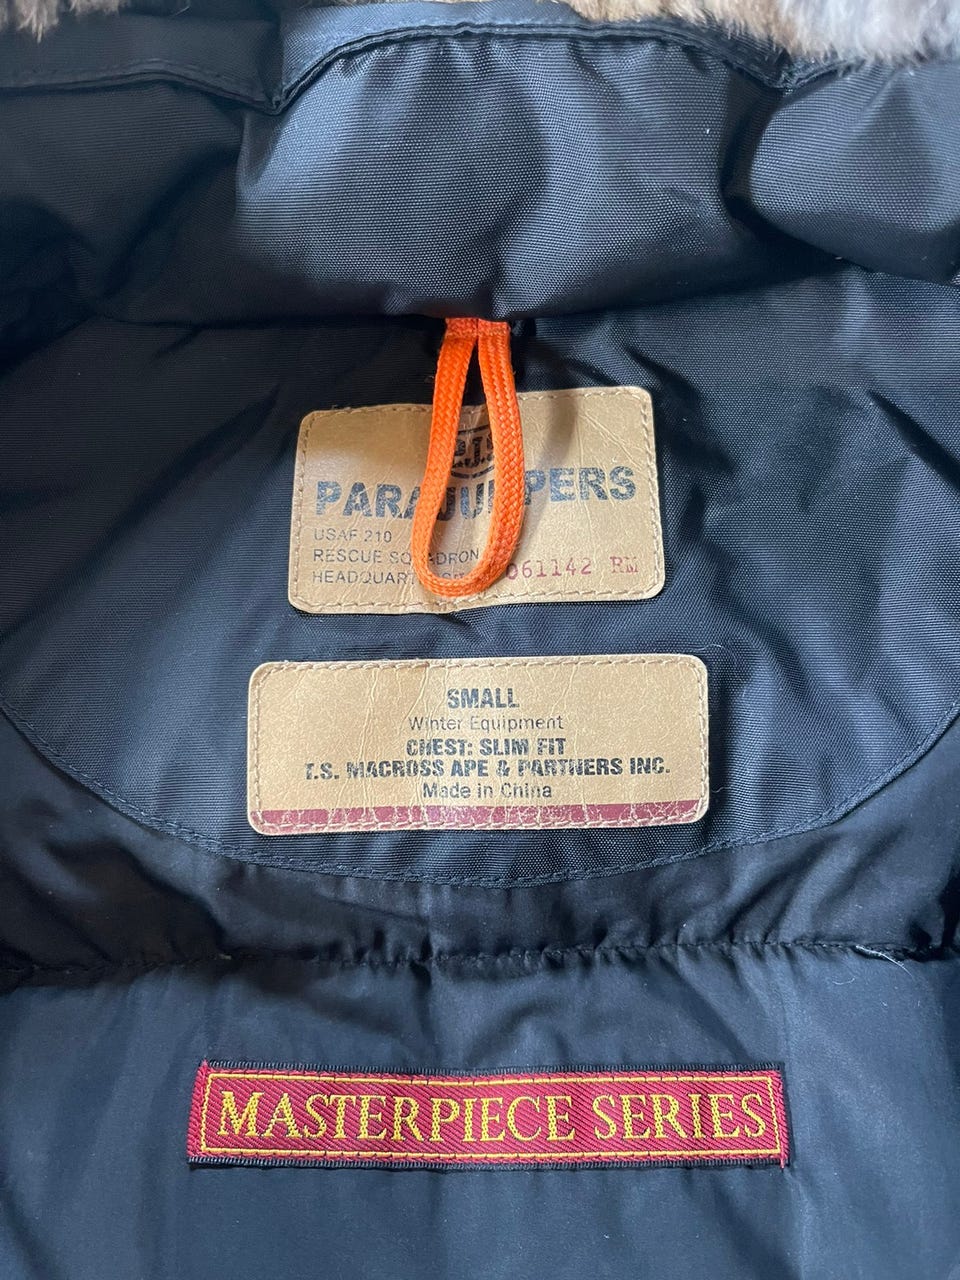 P.J.S
PARAJUMPERS
USAF 210
RESCUE SQUADRON
HEADQUARTERS 061142 RM
SMALL
Winter Equipment
CHEST: SLIM FIT
T.S. MACROSS APE & PARTNERS INC.
Made in China
MASTERPIECE SERIES